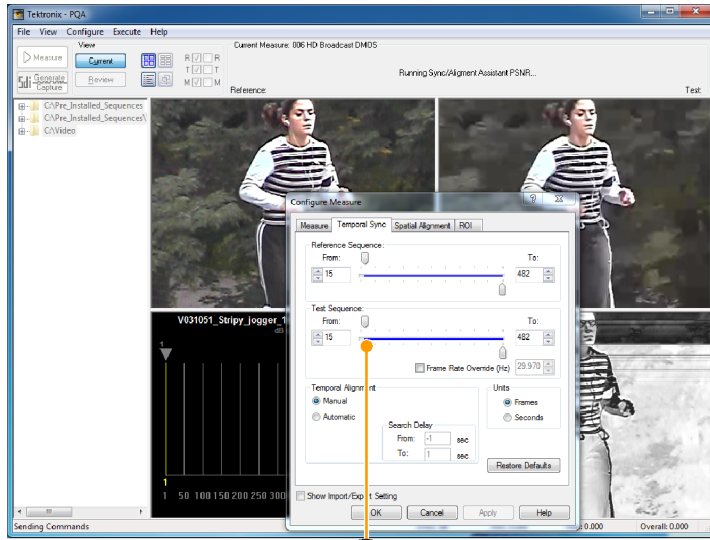 Tektronix - PQA
File View Configure Execute Help
View
Current Measure: 006 HD Broadcast DMOS
Measure
Current
R R
T T
Running Sync/Aligment Assistant PSNR...
Generate
Capture
Review
M M
Reference:
Test:
C:\Pre_Installed_Sequences
C:\Pre_Installed_Sequences\
C:\Video
Configure Measure
Measure Temporal Sync Spatial Alignment ROI
Reference Sequence:
From: To:
15 482
Test Sequence:
From: To:
15 482
Frame Rate Override (Hz) 29.970
Temporal Alignment
Manual
Automatic
Search Delay
From: -1 sec
To: 1 sec
Units
Frames
Seconds
Restore Defaults
Show Import/Export Setting
OK Cancel Apply Help
V031051_Stripy_jogger_1
dB
1
1
1 50 100 150 200 250 300
Sending Commands
: 0.000 Overall: 0.000